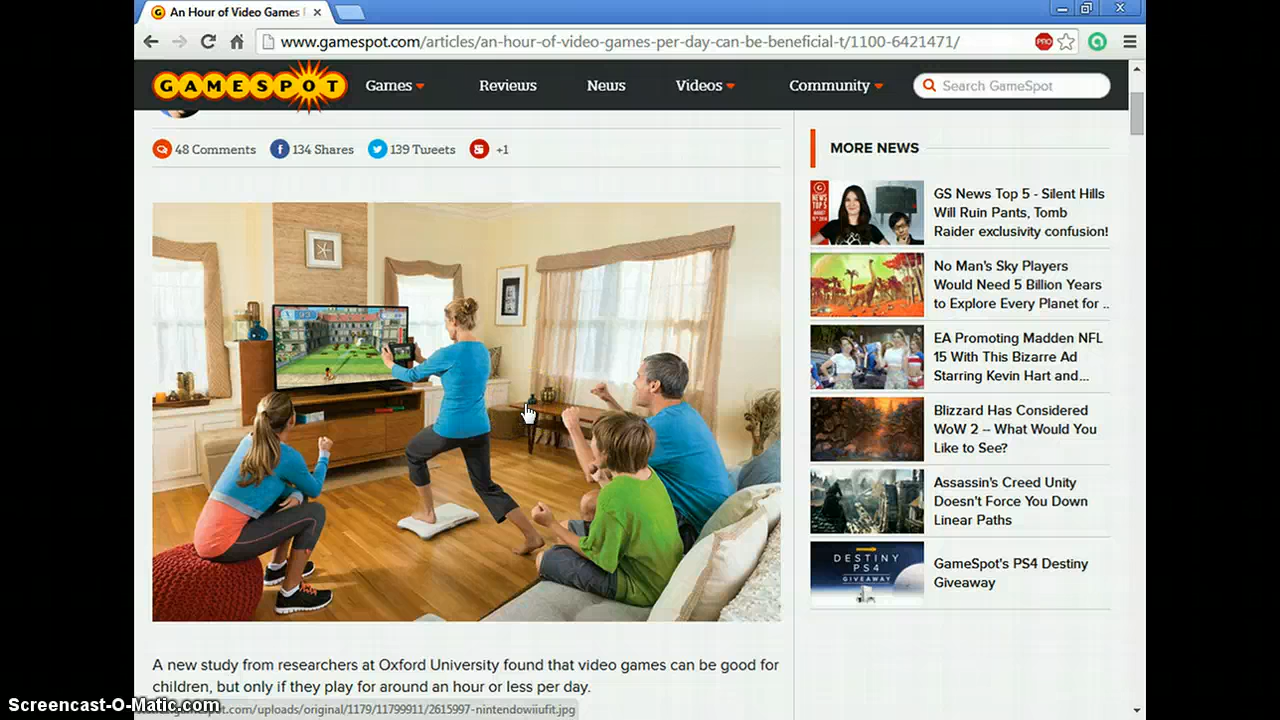 An Hour of Video Games
www.gamespot.com/articles/an-hour-of-video-games-per-day-can-be-beneficial-t/1100-6421471/
PRO
GAMESPOT
Games
Reviews
News
Videos
Community
Search GameSpot
48 Comments
134 Shares
139 Tweets
+1
MORE NEWS
GS News Top 5 - Silent Hills
Will Ruin Pants, Tomb
Raider exclusivity confusion!
No Man's Sky Players
Would Need 5 Billion Years
to Explore Every Planet for ..
EA Promoting Madden NFL
15 With This Bizarre Ad
Starring Kevin Hart and...
Blizzard Has Considered
WoW 2 -- What Would You
Like to See?
Assassin's Creed Unity
Doesn't Force You Down
Linear Paths
DESTINY
PS4
GIVEAWAY
GameSpot's PS4 Destiny
Giveaway
A new study from researchers at Oxford University found that video games can be good for
children, but only if they play for around an hour or less per day.
.com/uploads/original/1179/11799911/2615997-nintendowiiufit.jpg
Screencast-O-Matic.com